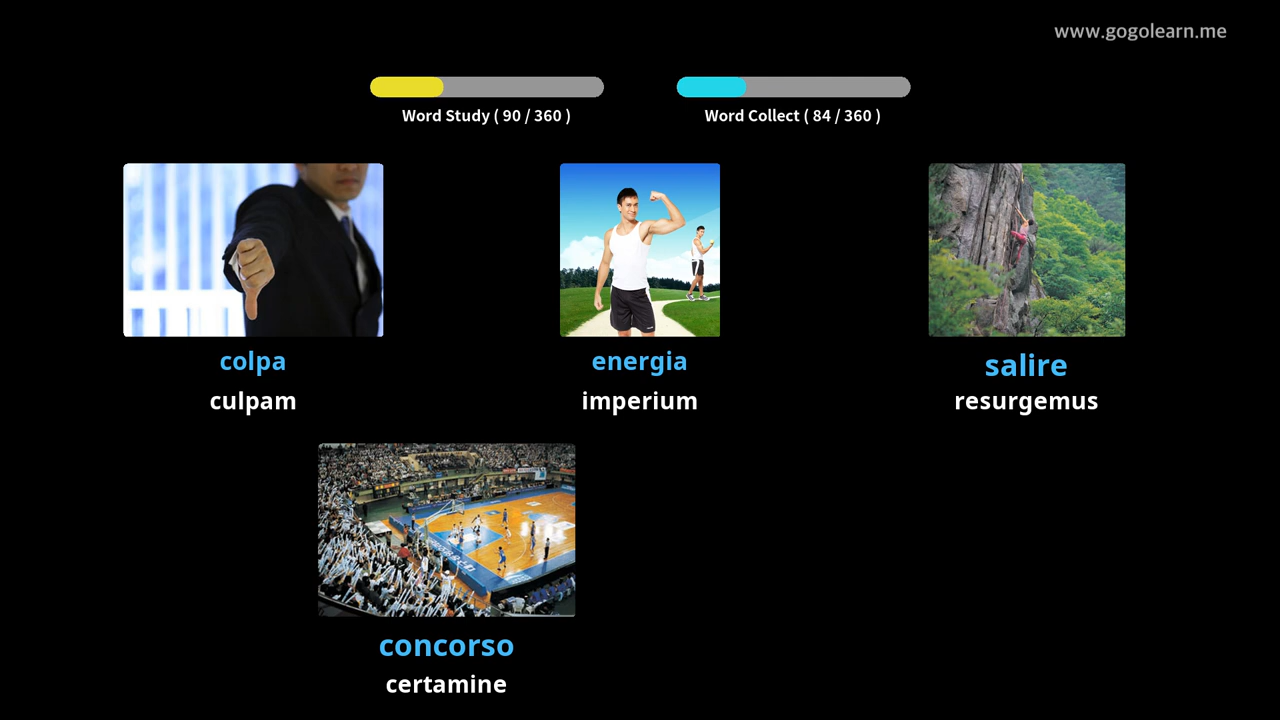 www.gogolearn.me
Word Study ( 90 / 360 )
Word Collect ( 84 / 360 )
colpa
culpam
energia
imperium
salire
resurgemus
concorso
certamine